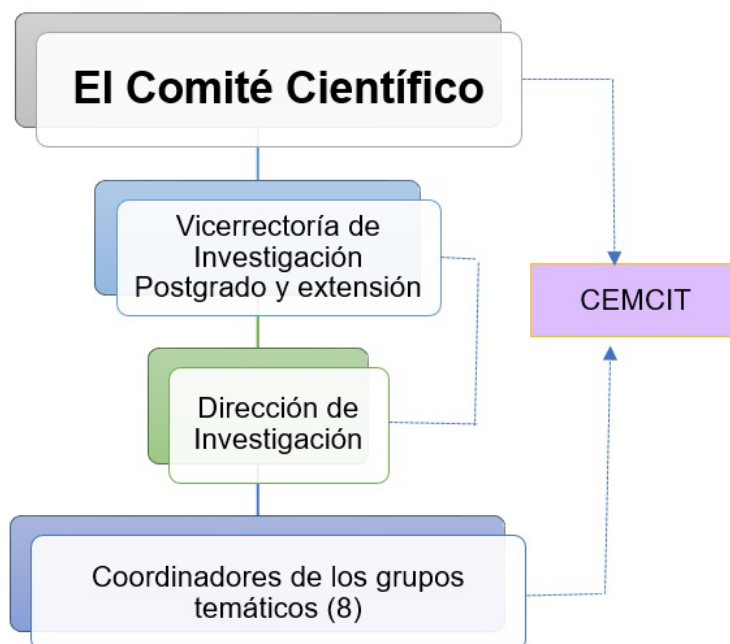 El Comité Científico
Vicerrectoría de
Investigación
Postgrado y extensión
CEMCIT
Dirección de
Investigación
Coordinadores de los grupos
temáticos (8)